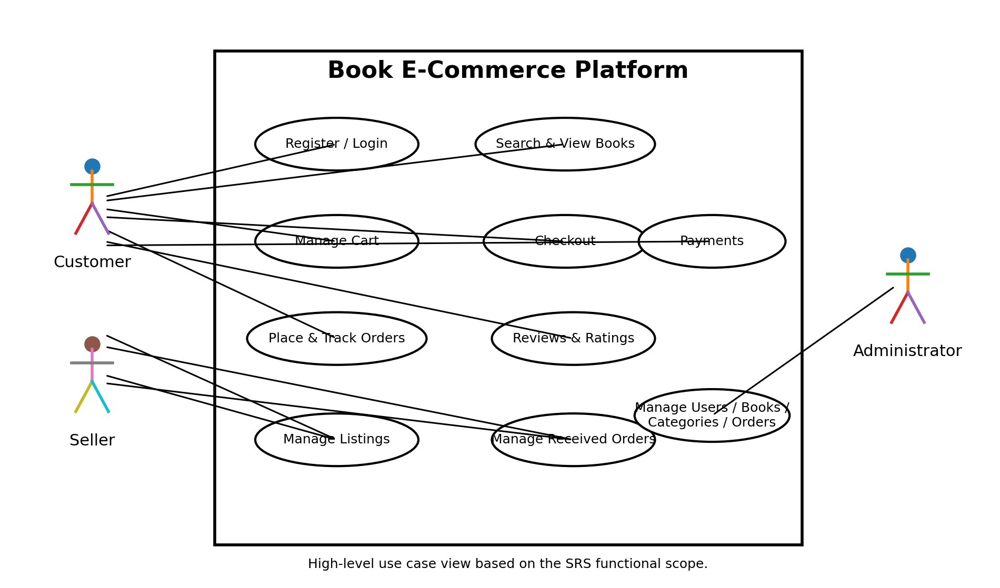 Book E-Commerce Platform
Register / Login
Search & View Books
Customer
Manage Cart
Checkout
Payments
Place & Track Orders
Reviews & Ratings
Administrator
Seller
Manage Listings
Manage Received Orders
Manage Users / Books /
Categories / Orders
High-level use case view based on the SRS functional scope.